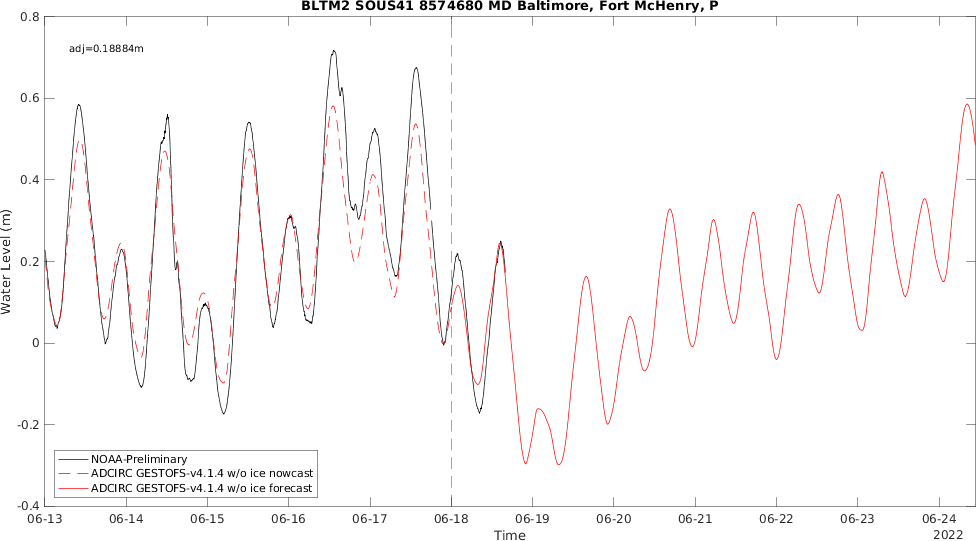 BLTM2 SOUS41 8574680 MD Baltimore, Fort McHenry, P
adj=0.18884m
0.8
0.6
0.4
0.2
0
-0.2
-0.4
Water Level (m)
NOAA-Preliminary
ADCIRC GESTOFS-v4.1.4 w/o ice nowcast
ADCIRC GESTOFS-v4.1.4 w/o ice forecast
06-13 06-14 06-15 06-16 06-17 06-18 06-19 06-20 06-21 06-22 06-23 06-24
Time
2022